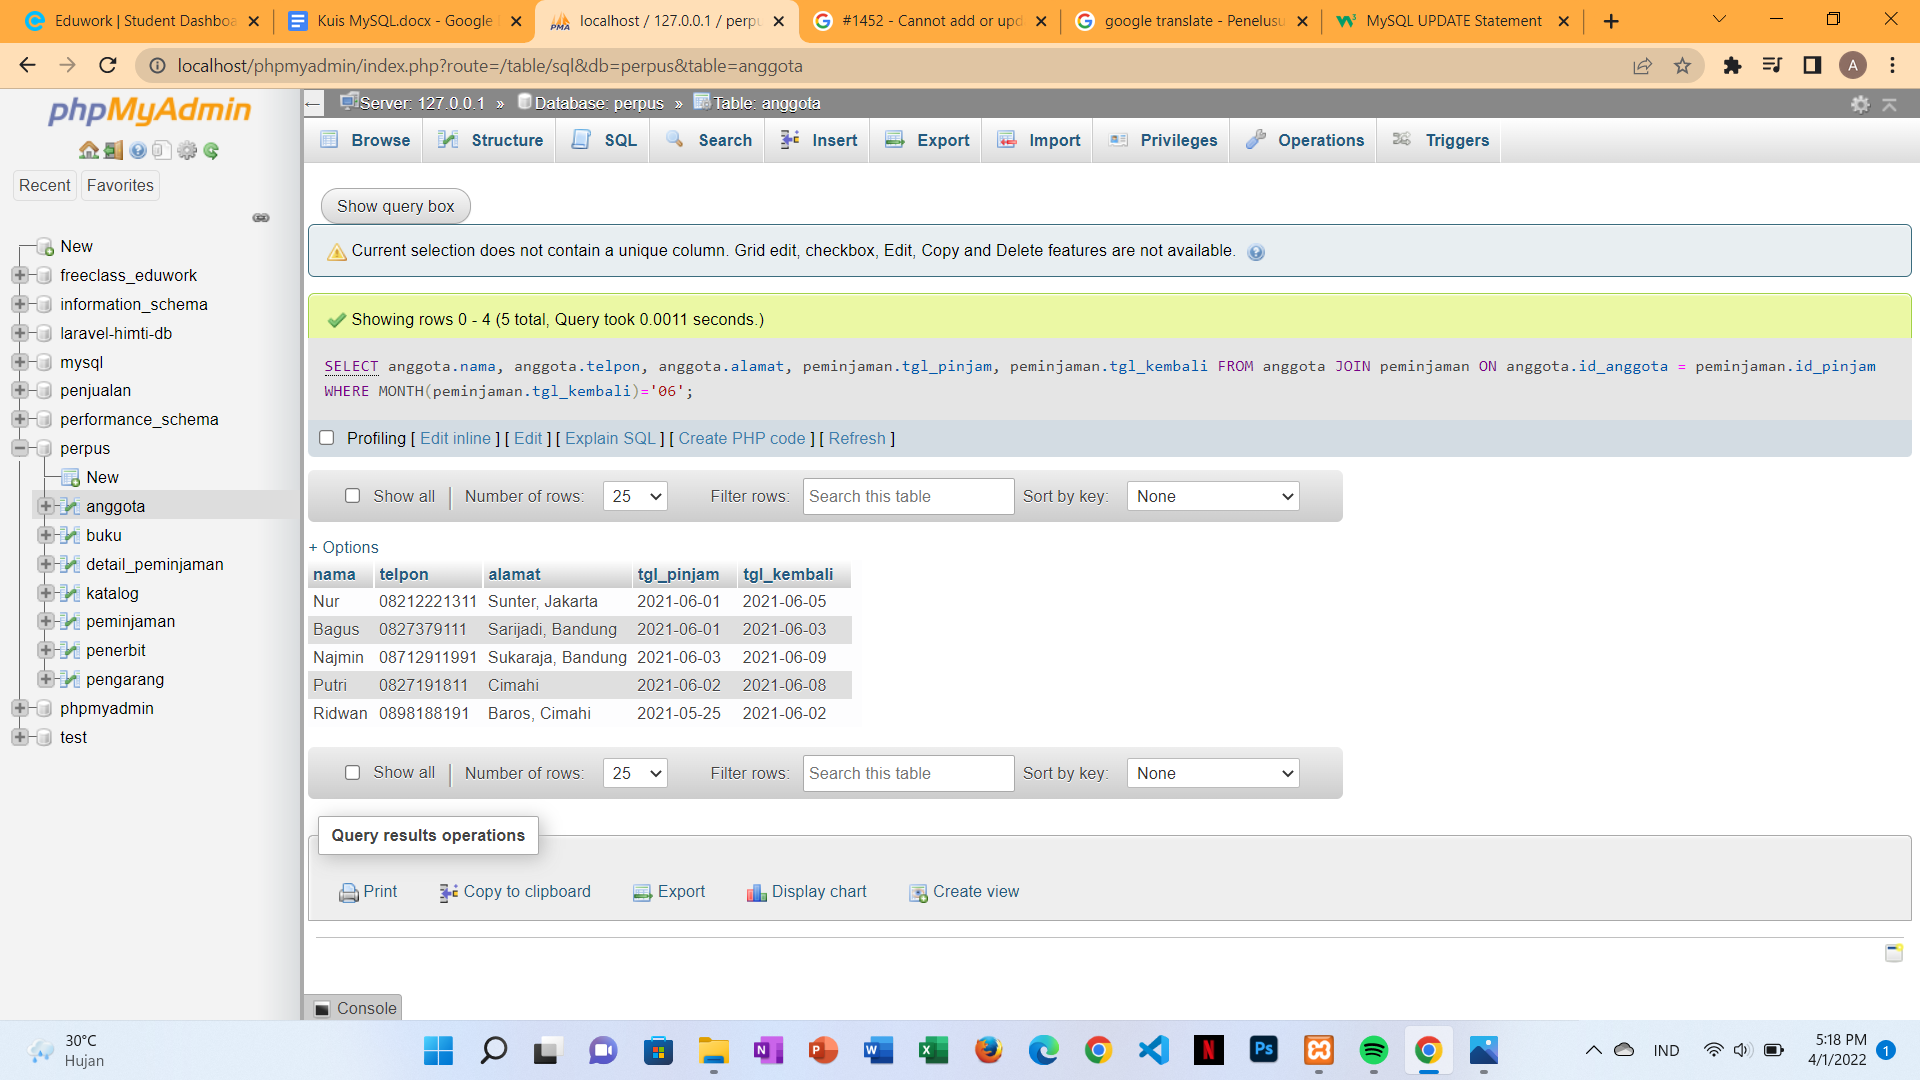 Eduwork | Student Dashboa
Kuis MySQL.docx - Google
localhost / 127.0.0.1 / perpu
#1452 - Cannot add or upd
google translate - Penelusu
MySQL UPDATE Statement
localhost/phpmyadmin/index.php?route=/table/sql&db=perpus&table=anggota
A
phpMyAdmin
Recent
Favorites
New
freeclass_eduwork
information_schema
laravel-himti-db
mysql
penjualan
performance_schema
perpus
New
anggota
buku
detail_peminjaman
katalog
peminjaman
penerbit
pengarang
phpmyadmin
test
Server: 127.0.0.1 » Database: perpus » Table: anggota
Browse Structure SQL Search Insert Export Import Privileges Operations Triggers
Show query box
Current selection does not contain a unique column. Grid edit, checkbox, Edit, Copy and Delete features are not available.
Showing rows 0 - 4 (5 total, Query took 0.0011 seconds.)
SELECT anggota.nama, anggota.telpon, anggota.alamat, peminjaman.tgl_pinjam, peminjaman.tgl_kembali FROM anggota JOIN peminjaman ON anggota.id_anggota = peminjaman.id_pinjam
WHERE MONTH(peminjaman.tgl_kembali)='06';
Profiling [ Edit inline ] [ Edit ] [ Explain SQL ] [ Create PHP code ] [ Refresh ]
Show all | Number of rows: 25 Filter rows: Search this table Sort by key: None
+ Options
nama telpon alamat tgl_pinjam tgl_kembali
Nur 08212221311 Sunter, Jakarta 2021-06-01 2021-06-05
Bagus 0827379111 Sarijadi, Bandung 2021-06-01 2021-06-03
Najmin 08712911991 Sukaraja, Bandung 2021-06-03 2021-06-09
Putri 0827191811 Cimahi 2021-06-02 2021-06-08
Ridwan 0898188191 Baros, Cimahi 2021-05-25 2021-06-02
Show all | Number of rows: 25 Filter rows: Search this table Sort by key: None
Query results operations
Print Copy to clipboard Export Display chart Create view
Console
30°C
Hujan
IND
5:18 PM
4/1/2022
1